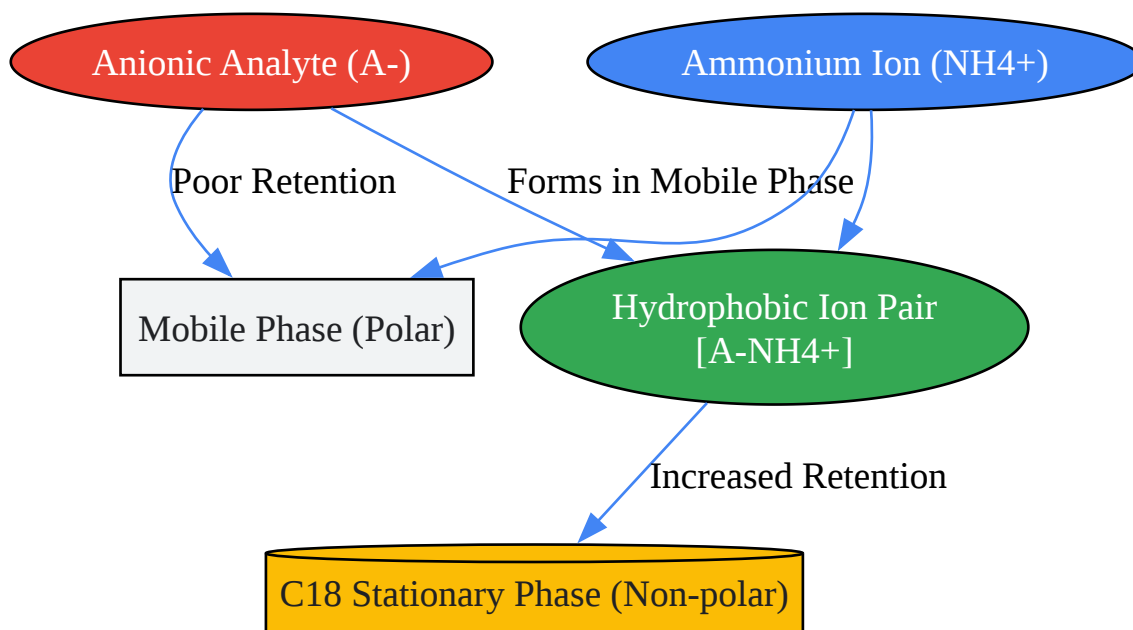 Anionic Analyte (A-)
Ammonium Ion (NH4+)
Poor Retention
Forms in Mobile Phase
Mobile Phase (Polar)
Hydrophobic Ion Pair
[A-NH4+]
Increased Retention
C18 Stationary Phase (Non-polar)